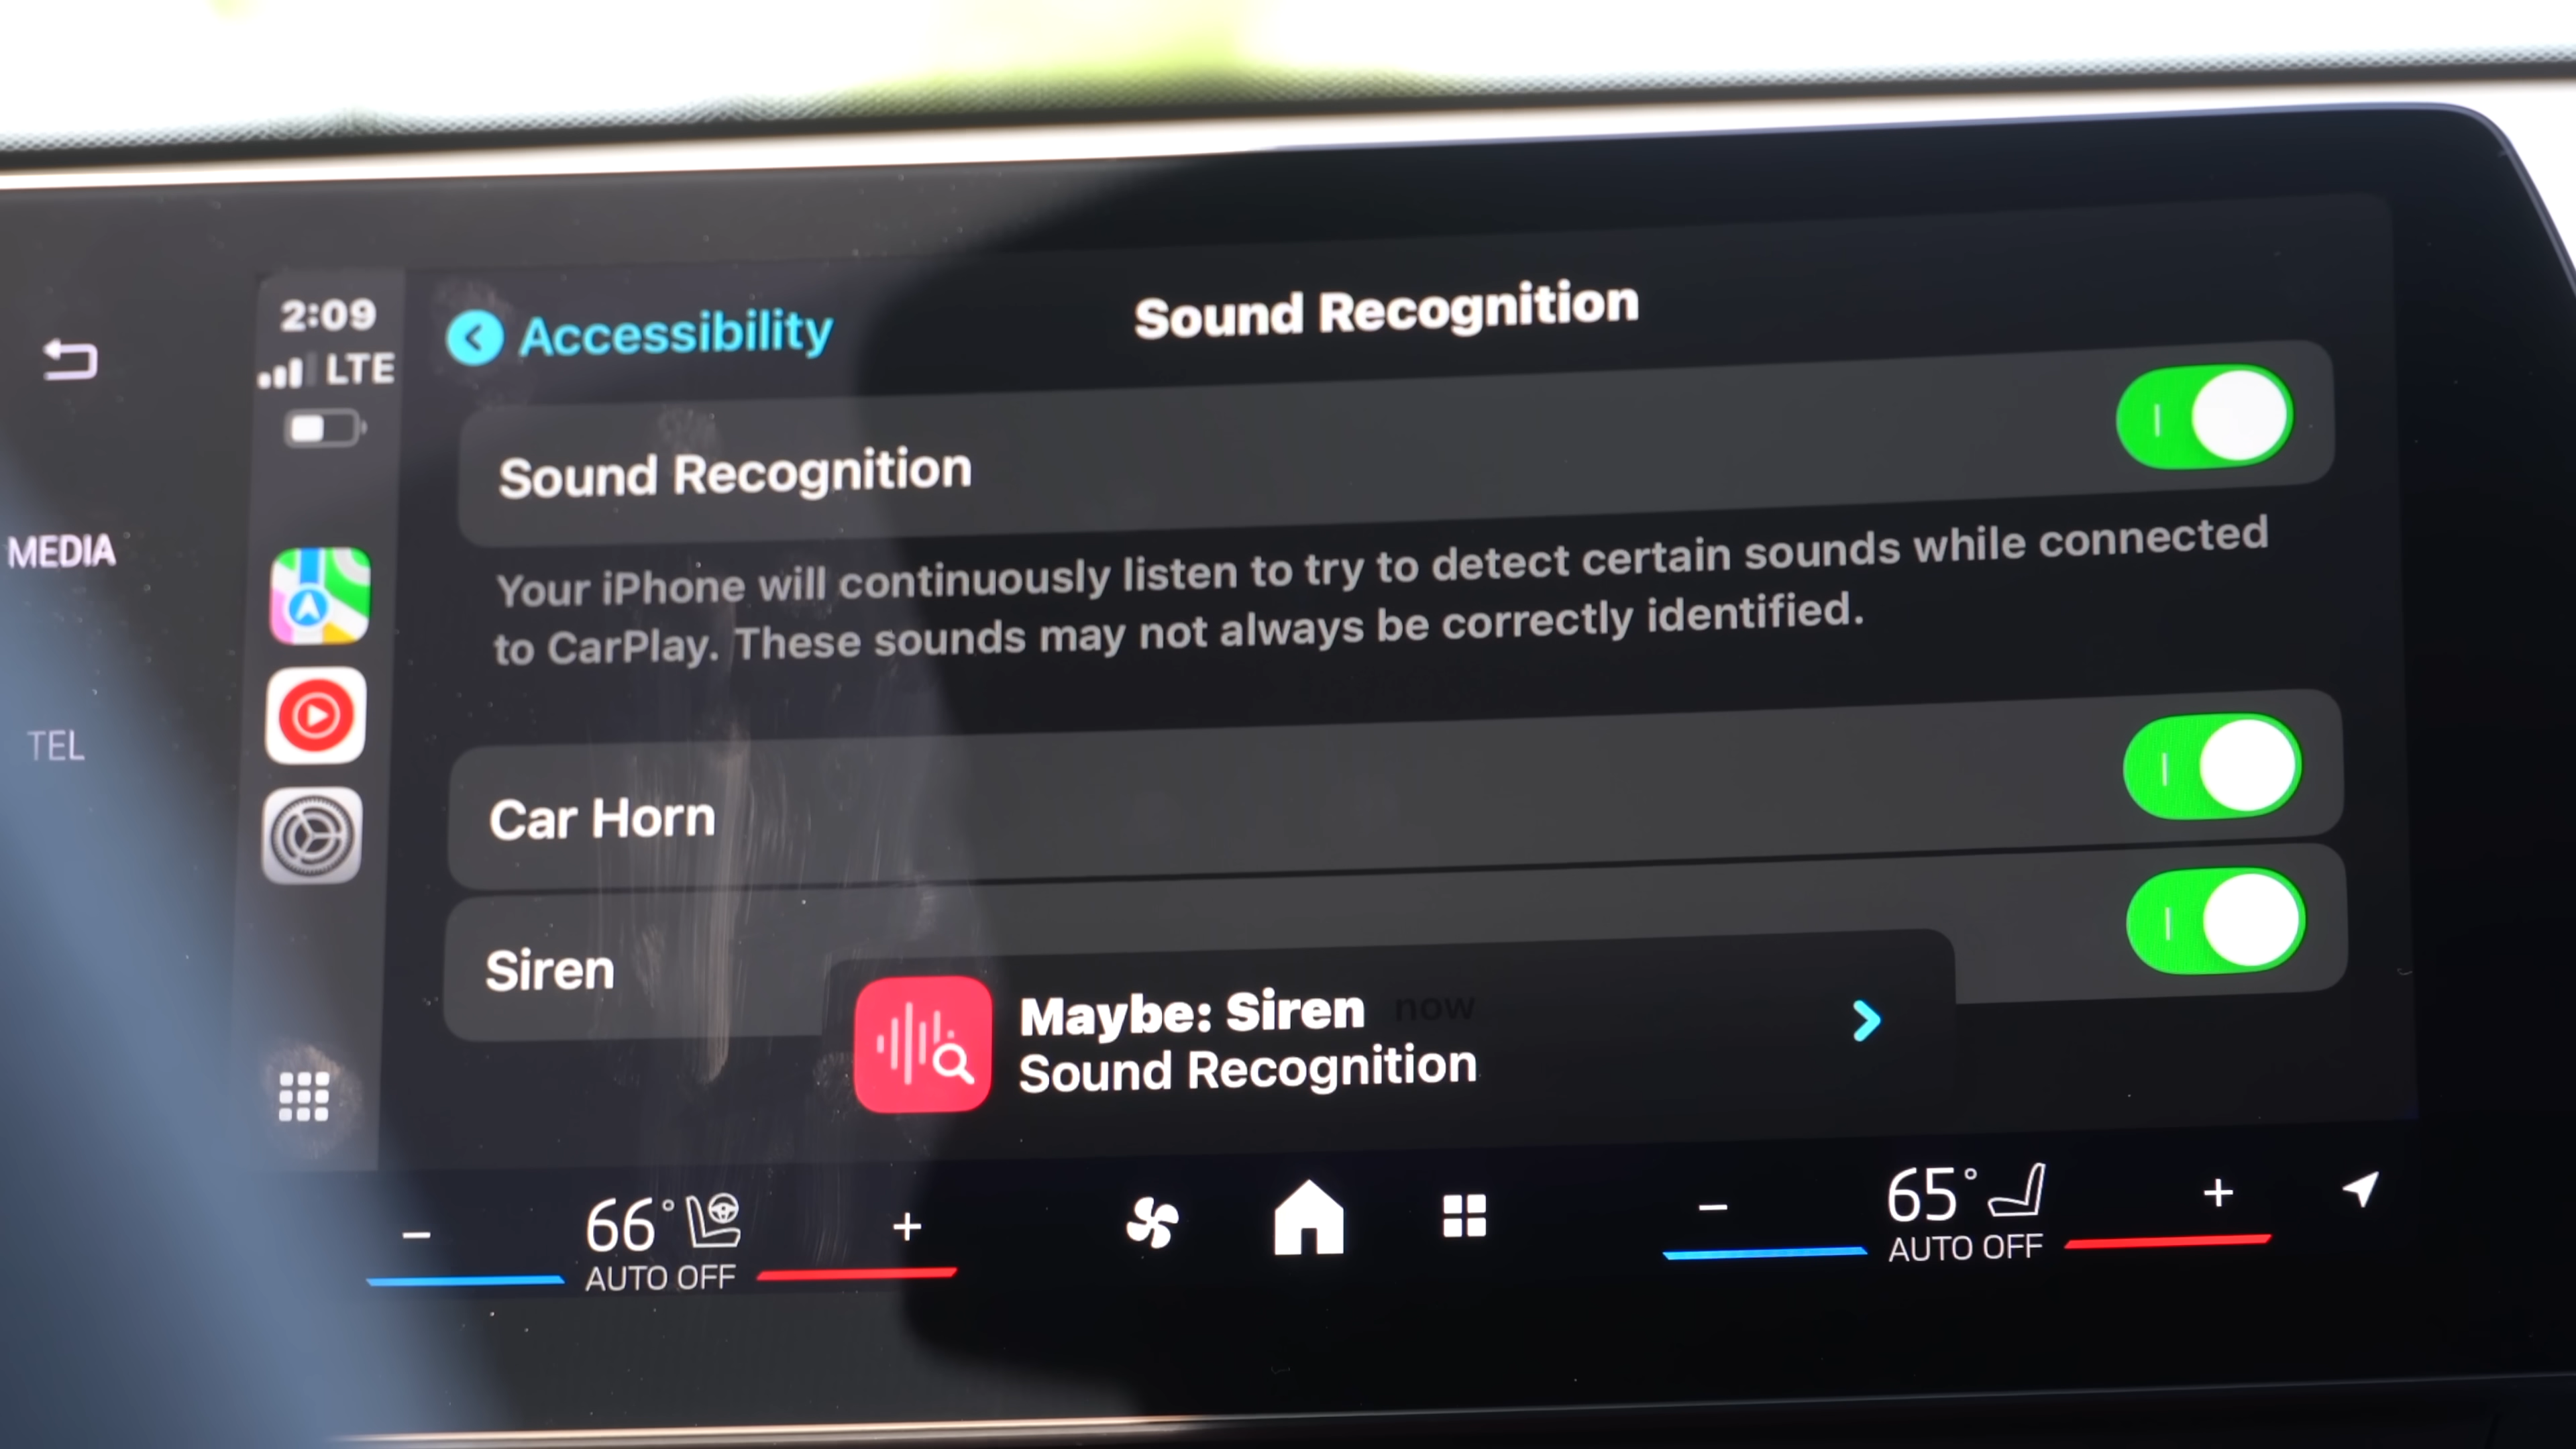 2:09
LTE
MEDIA
TEL
Accessibility
Sound Recognition
Sound Recognition
Your iPhone will continuously listen to try to detect certain sounds while connected
to CarPlay. These sounds may not always be correctly identified.
Car Horn
Siren
Maybe: Siren now
Sound Recognition
− 66° +
AUTO OFF
− 65° +
AUTO OFF